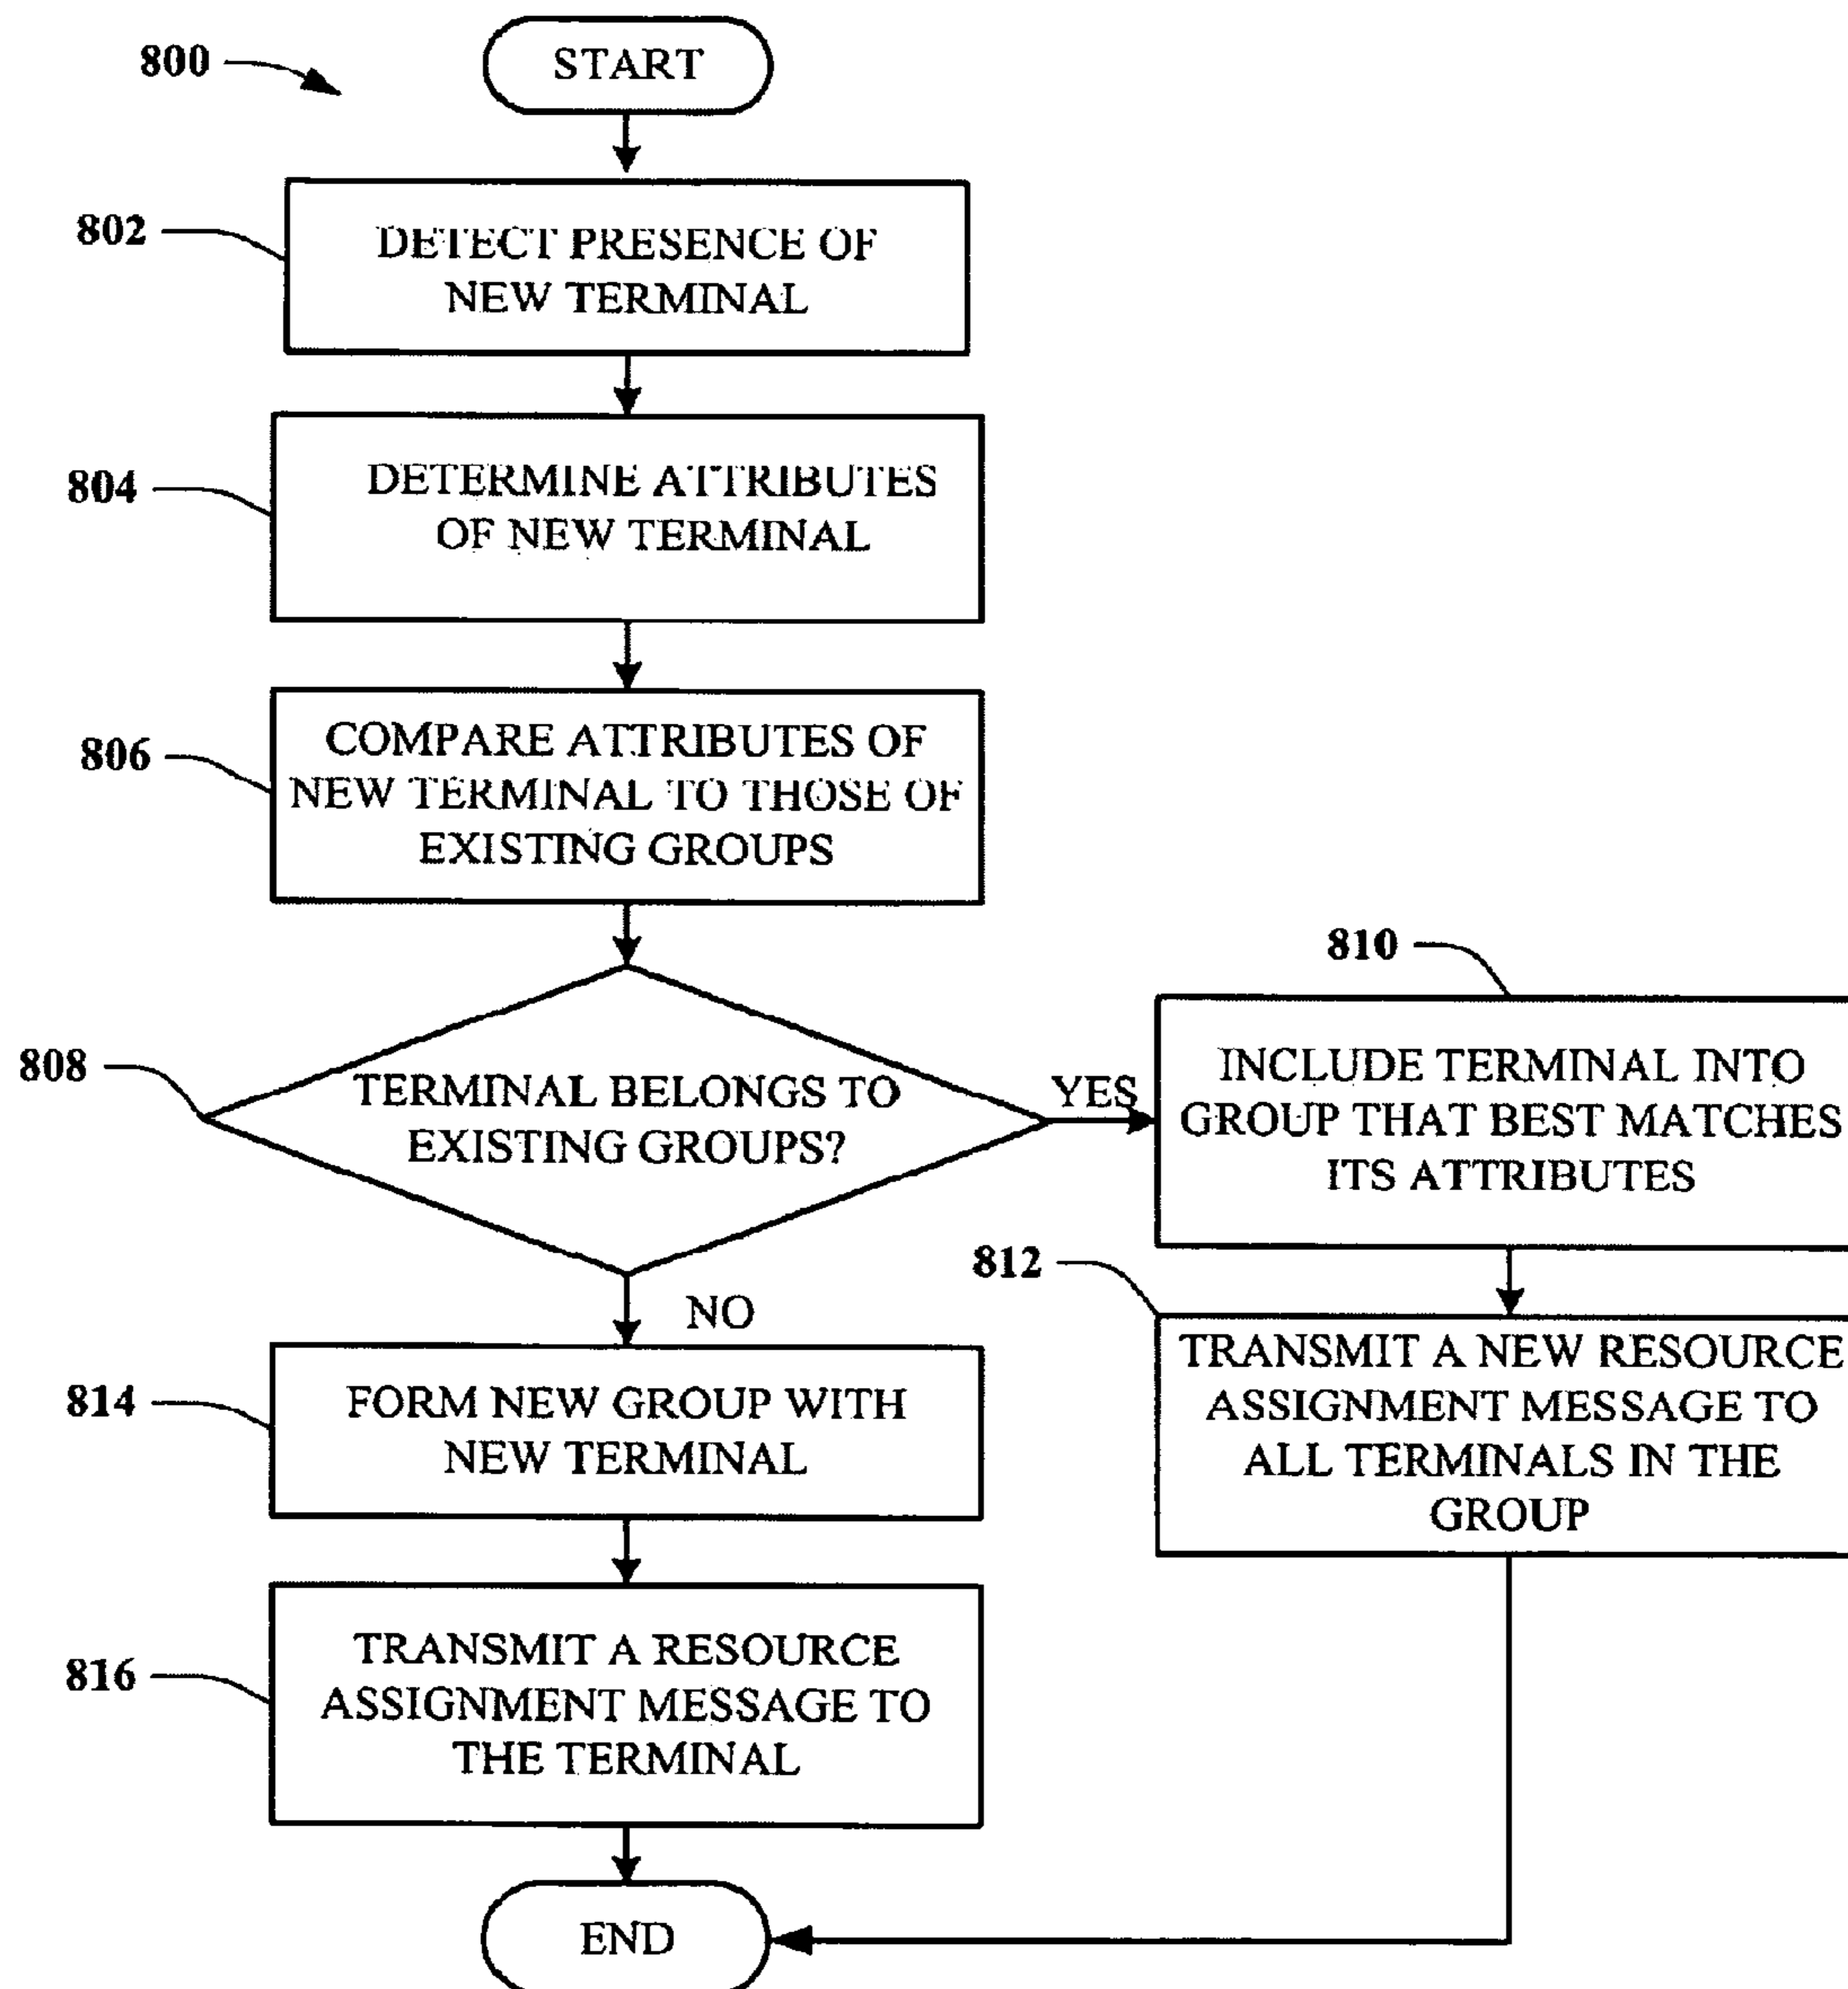 800
START
802
DETECT PRESENCE OF
NEW TERMINAL
804
DETERMINE ATTRIBUTES
OF NEW TERMINAL
806
COMPARE ATTRIBUTES OF
NEW TERMINAL TO THOSE OF
EXISTING GROUPS
808
TERMINAL BELONGS TO
EXISTING GROUPS?
YES
810
INCLUDE TERMINAL INTO
GROUP THAT BEST MATCHES
ITS ATTRIBUTES
812
TRANSMIT A NEW RESOURCE
ASSIGNMENT MESSAGE TO
ALL TERMINALS IN THE
GROUP
NO
814
FORM NEW GROUP WITH
NEW TERMINAL
816
TRANSMIT A RESOURCE
ASSIGNMENT MESSAGE TO
THE TERMINAL
END